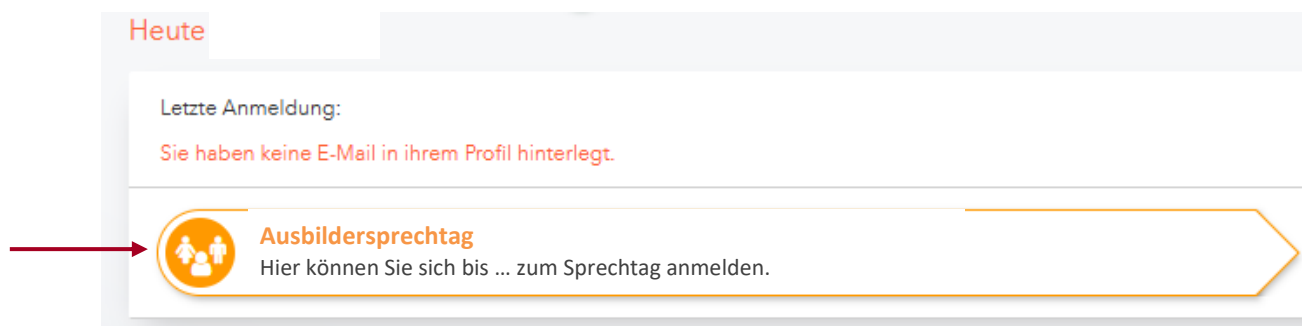 Heute
Letzte Anmeldung:
Sie haben keine E-Mail in ihrem Profil hinterlegt.
Ausbildersprechtag
Hier können Sie sich bis ... zum Sprechtag anmelden.